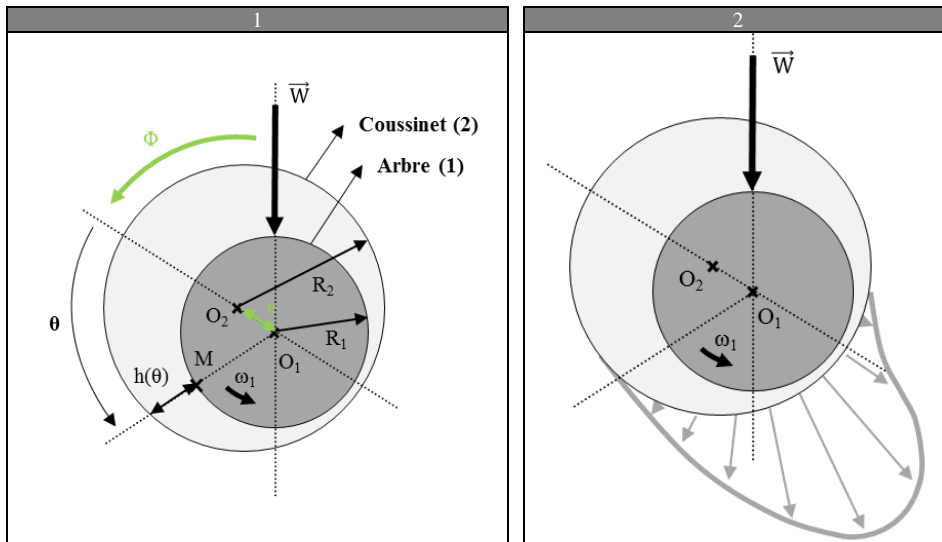 1
W
Φ
Coussinet (2)
Arbre (1)
R₂
e
O₂
θ
R₁
M
O₁
h(θ)
ω₁
2
W
O₂
O₁
ω₁